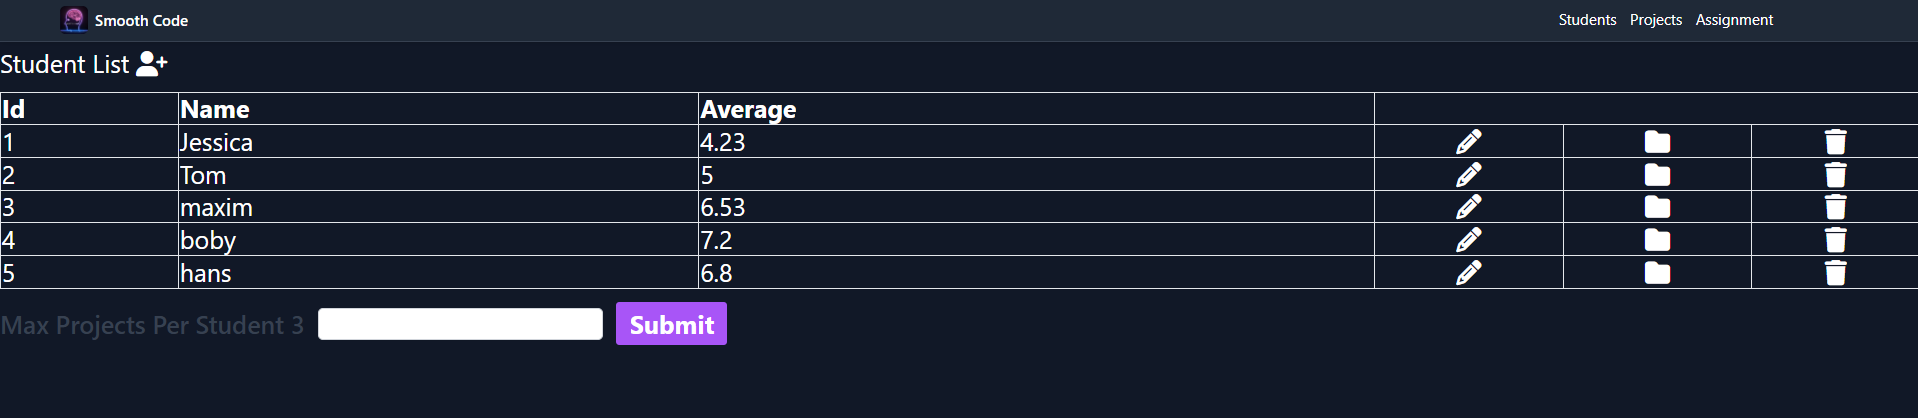 Smooth Code Students Projects Assignment
Student List
Id Name Average
1 Jessica 4.23
2 Tom 5
3 maxim 6.53
4 boby 7.2
5 hans 6.8
Max Projects Per Student 3 Submit